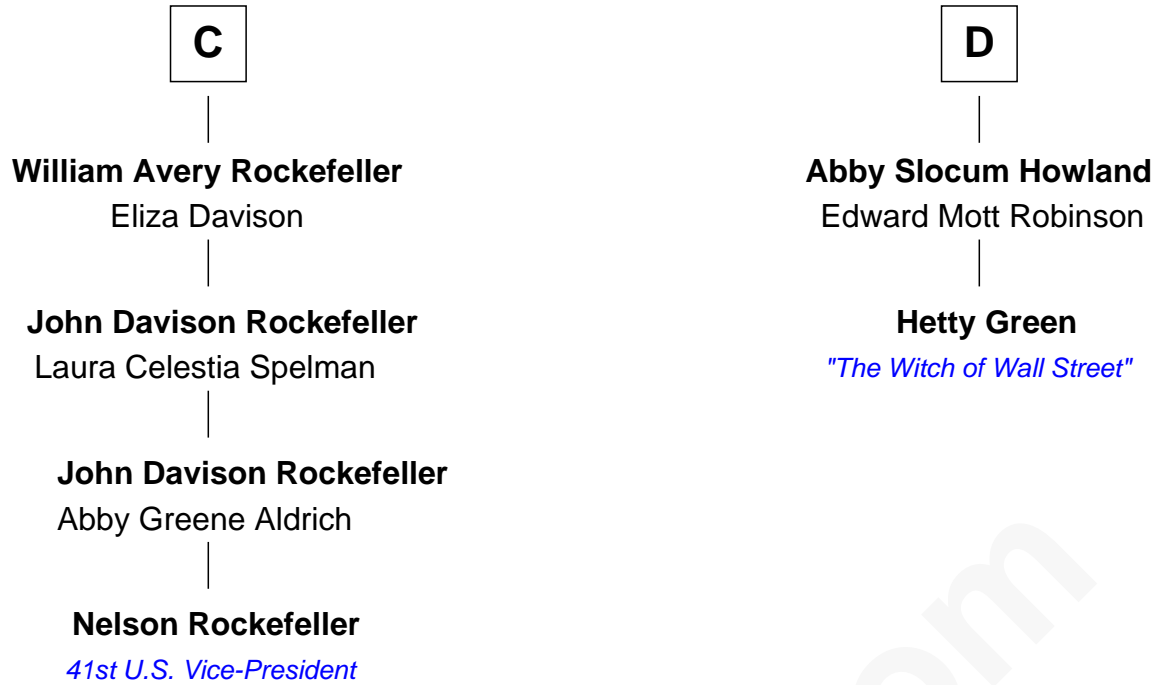 C
William Avery Rockefeller
Eliza Davison
John Davison Rockefeller
Laura Celestia Spelman
John Davison Rockefeller
Abby Greene Aldrich
Nelson Rockefeller
41st U.S. Vice-President
D
Abby Slocum Howland
Edward Mott Robinson
Hetty Green
"The Witch of Wall Street"
om